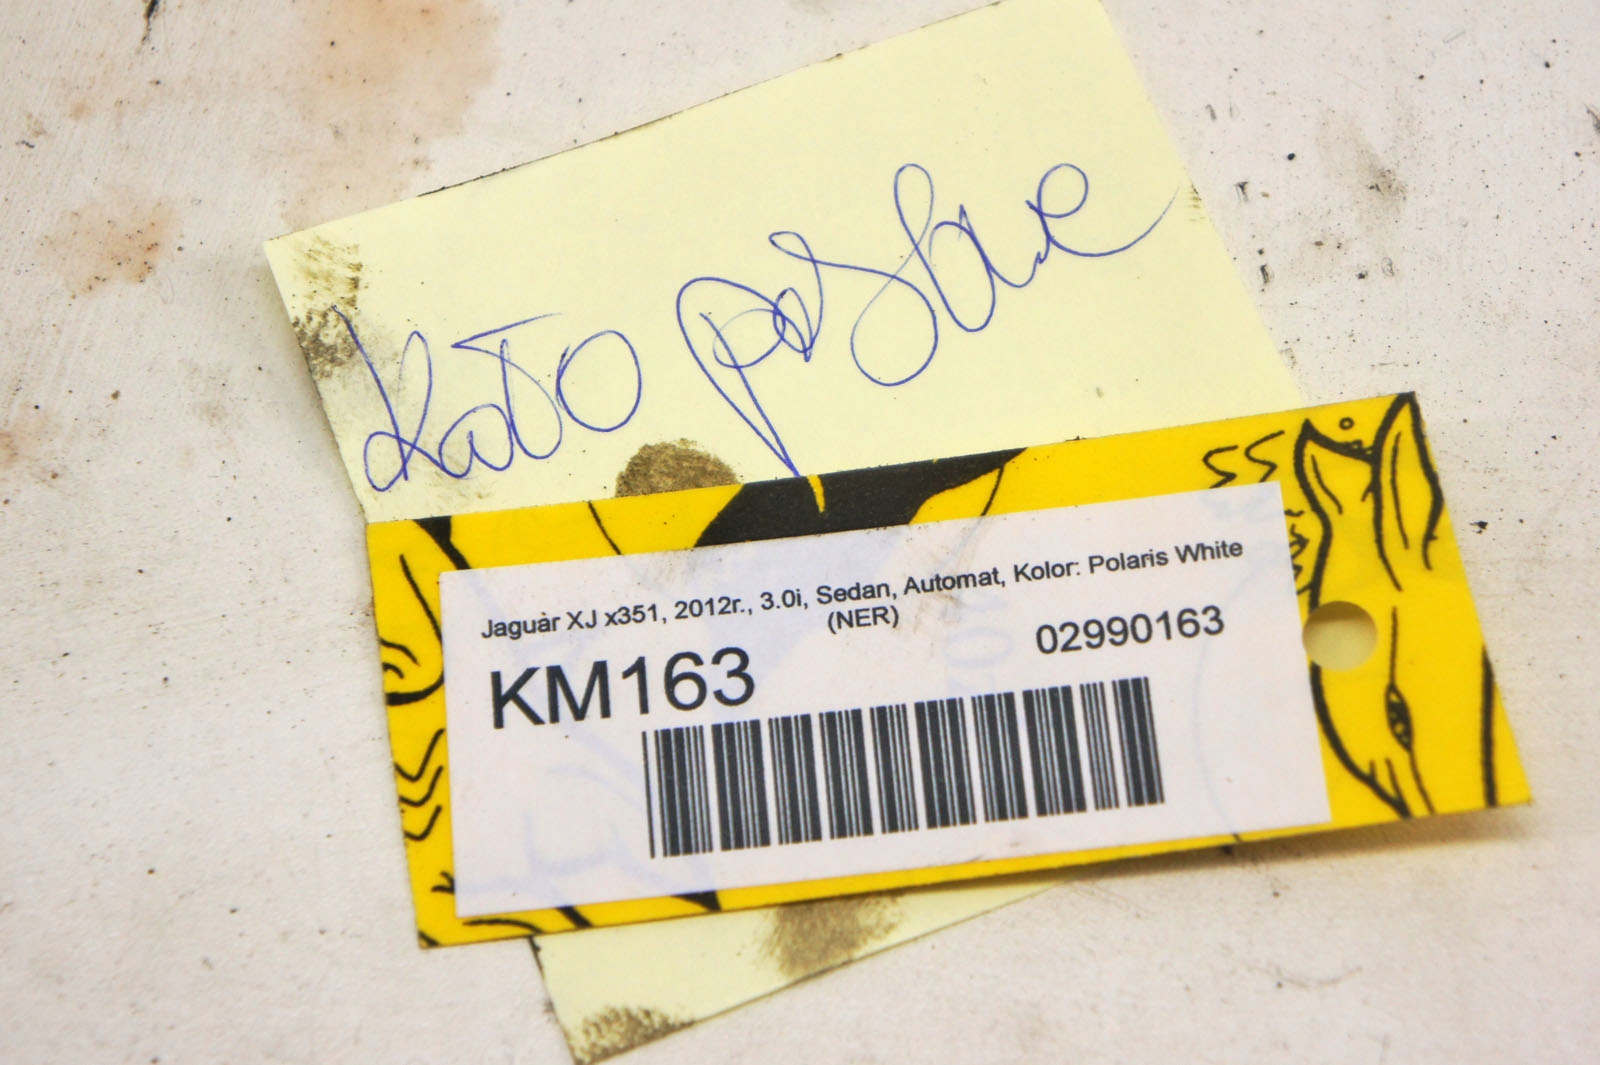 Koło pasowe
Jaguar XJ x351, 2012r., 3.0i, Sedan, Automat, Kolor: Polaris White
(NER)
KM163
02990163